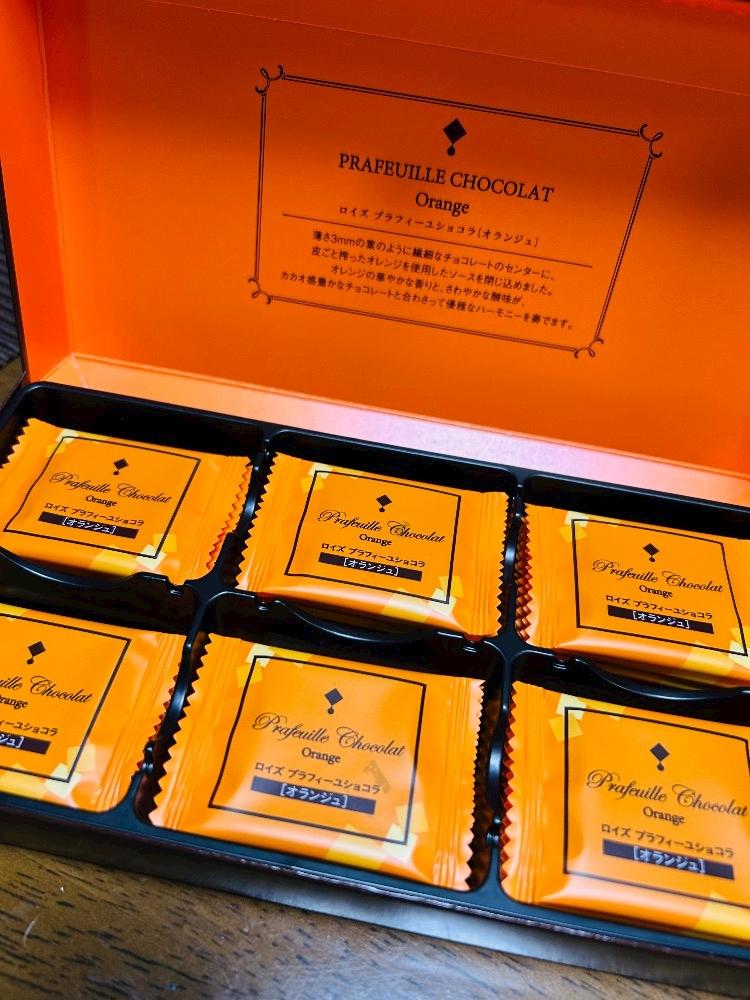 PRAFEUILLE CHOCOLAT
Orange
ロイズ プラフィーユショコラ[オランジュ]
薄さ3mmの葉のように繊細なチョコレートのセンターに、
皮ごと搾ったオレンジを使用したソースを閉じ込めました。
オレンジの華やかな香りと、さわやかな酸味が、
カカオ感豊かなチョコレートと合わさって優雅なハーモニーを奏でます。
Prafeuille Chocolat
Orange
ロイズ プラフィーユショコラ
[オランジュ]
Prafeuille Chocolat
Orange
ロイズ プラフィーユショコラ
[オランジュ]
Prafeuille Chocolat
Orange
ロイズ プラフィーユショコラ
[オランジュ]
uille Chocolat
range
ーユショコラ
ジュ]
Prafeuille Chocolat
Orange
ロイズ プラフィーユショコラ
[オランジュ]
Prafeuille Chocolat
Orange
ロイズ プラフィーユショコラ
[オランジュ]